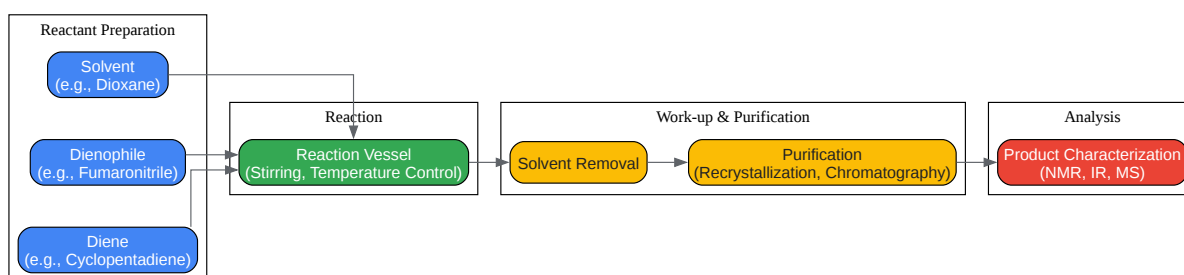 Reactant Preparation
Solvent
(e.g., Dioxane)
Dienophile
(e.g., Fumaronitrile)
Diene
(e.g., Cyclopentadiene)
Reaction
Reaction Vessel
(Stirring, Temperature Control)
Work-up & Purification
Solvent Removal
Purification
(Recrystallization, Chromatography)
Analysis
Product Characterization
(NMR, IR, MS)